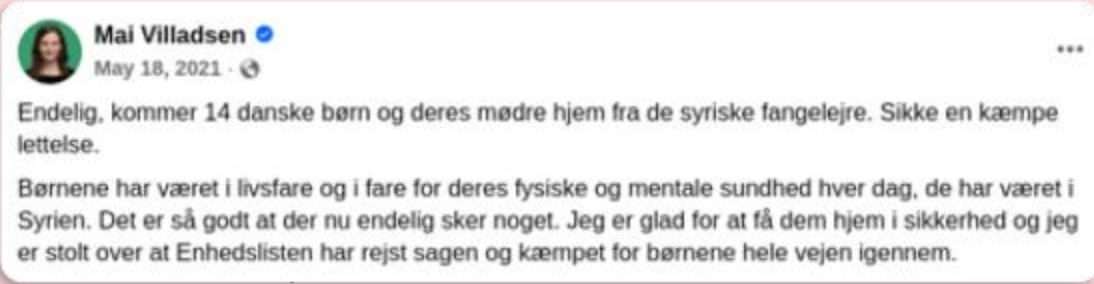 Mai Villadsen
May 18, 2021 ·
Endelig, kommer 14 danske børn og deres mødre hjem fra de syriske fangelejre. Sikke en kæmpe
lettelse.
Børnene har været i livsfare og i fare for deres fysiske og mentale sundhed hver dag, de har været i
Syrien. Det er så godt at der nu endelig sker noget. Jeg er glad for at få dem hjem i sikkerhed og jeg
er stolt over at Enhedslisten har rejst sagen og kæmpet for børnene hele vejen igennem.